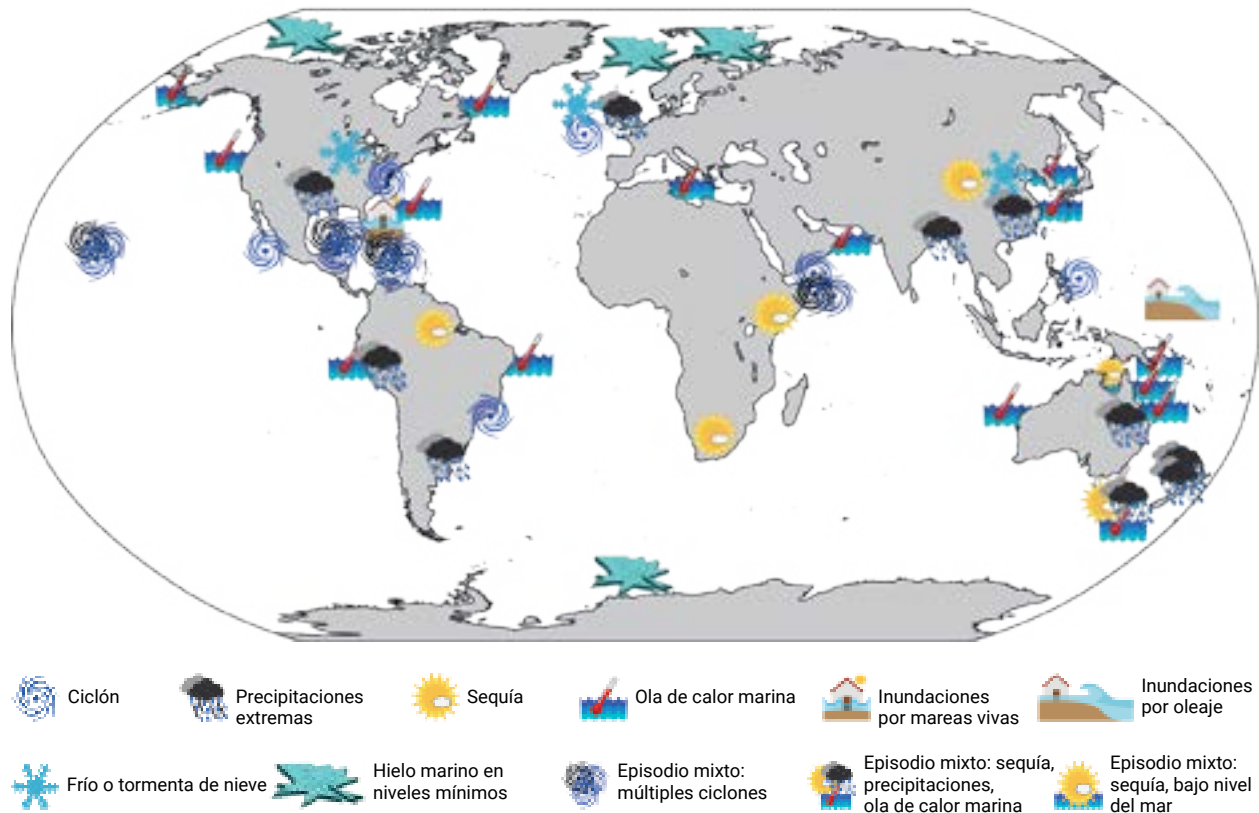 Ciclón
Precipitaciones
extremas
Sequía
Ola de calor marina
Inundaciones
por mareas vivas
Inundaciones
por oleaje
Frío o tormenta de nieve
Hielo marino en
niveles mínimos
Episodio mixto:
múltiples ciclones
Episodio mixto: sequía,
precipitaciones,
ola de calor marina
Episodio mixto:
sequía, bajo nivel
del mar